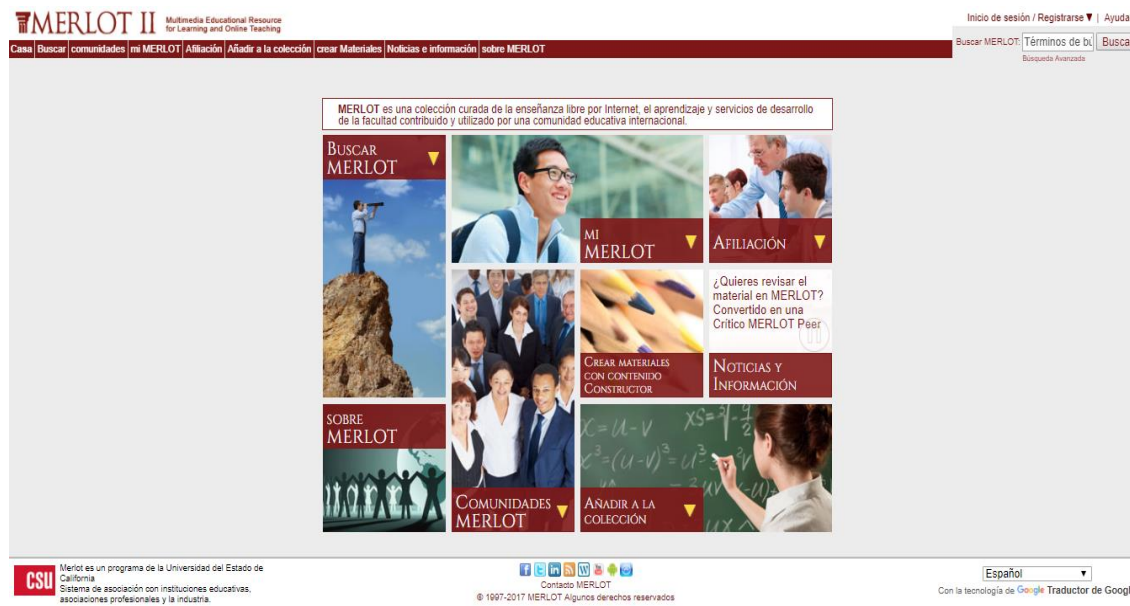 MERLOT II
Multimedia Educational Resource
for Learning and Online Teaching
Inicio de sesión / Registrarse ▼ | Ayuda
Casa Buscar comunidades mi MERLOT Afiliación Añadir a la colección crear Materiales Noticias e información sobre MERLOT
Buscar MERLOT: Términos de bú Busca
Búsqueda Avanzada
MERLOT es una colección curada de la enseñanza libre por Internet, el aprendizaje y servicios de desarrollo
de la facultad contribuido y utilizado por una comunidad educativa internacional.
BUSCAR
MERLOT
MI
MERLOT
AFILIACIÓN
¿Quieres revisar el
material en MERLOT?
Convertido en una
Crítico MERLOT Peer
CREAR MATERIALES
CON CONTENIDO
CONSTRUCTOR
NOTICIAS Y
INFORMACIÓN
SOBRE
MERLOT
COMUNIDADES
MERLOT
AÑADIR A LA
COLECCIÓN
CSU
Merlot es un programa de la Universidad del Estado de
California
Sistema de asociación con instituciones educativas,
asociaciones profesionales y la industria.
Contacto MERLOT
© 1997-2017 MERLOT Algunos derechos reservados
Español ▼
Con la tecnología de Google Traductor de Googl